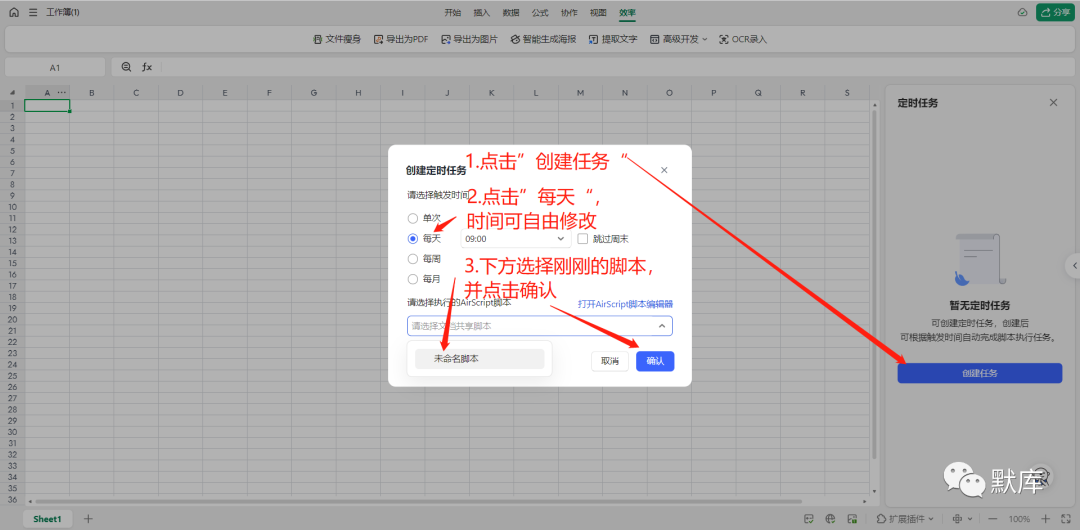 工作簿(1)
开始 插入 数据 公式 协作 视图 效率
分享
文件瘦身 导出为PDF 导出为图片 智能生成海报 提取文字 高级开发 OCR录入
A1
fx
A B C D E F G H I J K L M N O P Q R S
1
2
3
4
5
6
7
8
9
10
11
12
13
14
15
16
17
18
19
20
21
22
23
24
25
26
27
28
29
30
31
32
33
34
35
36
创建定时任务
1.点击”创建任务“
请选择触发时间
2.点击”每天“，
时间可自由修改
单次
每天 09:00 跳过周末
每周
每月
3.下方选择刚刚的脚本，
并点击确认
请选择执行的AirScript脚本 打开AirScript脚本编辑器
请选择文档共享脚本
未命名脚本
取消 确认
定时任务
暂无定时任务
可创建定时任务，创建后
可根据触发时间自动完成脚本执行任务。
创建任务
默库
Sheet1
扩展插件 100%